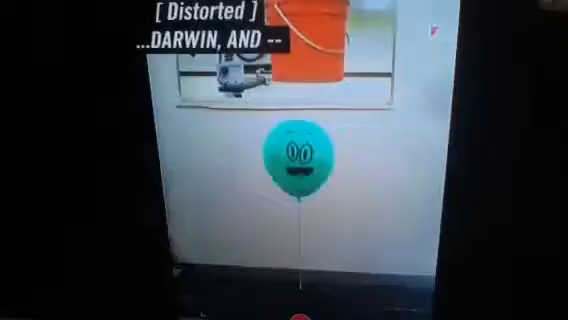 [ Distorted ]
...DARWIN, AND --